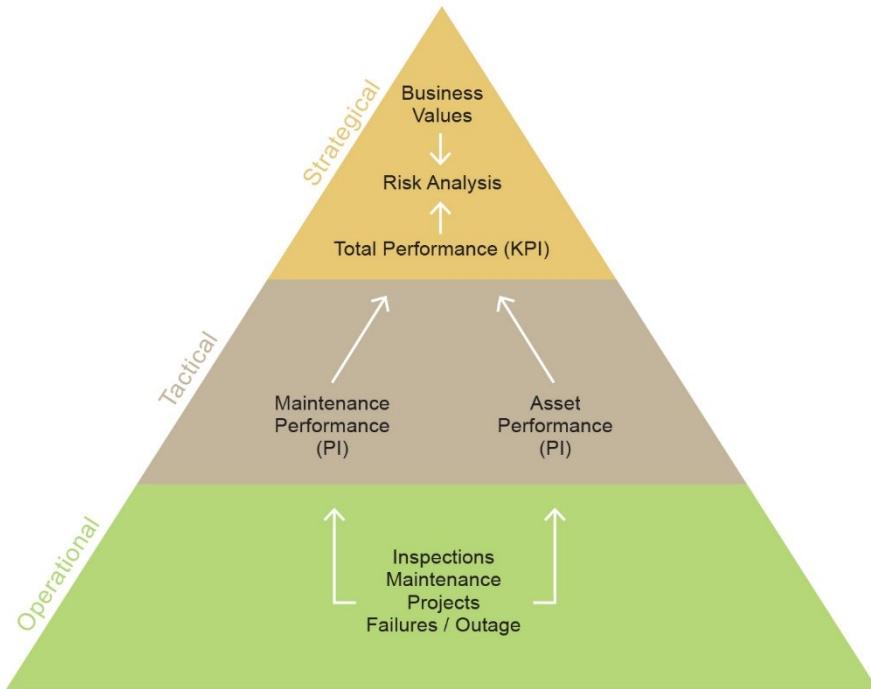 Strategical
Business
Values
Risk Analysis
Total Performance (KPI)
Tactical
Maintenance
Performance
(PI)
Asset
Performance
(PI)
Operational
Inspections
Maintenance
Projects
Failures / Outage